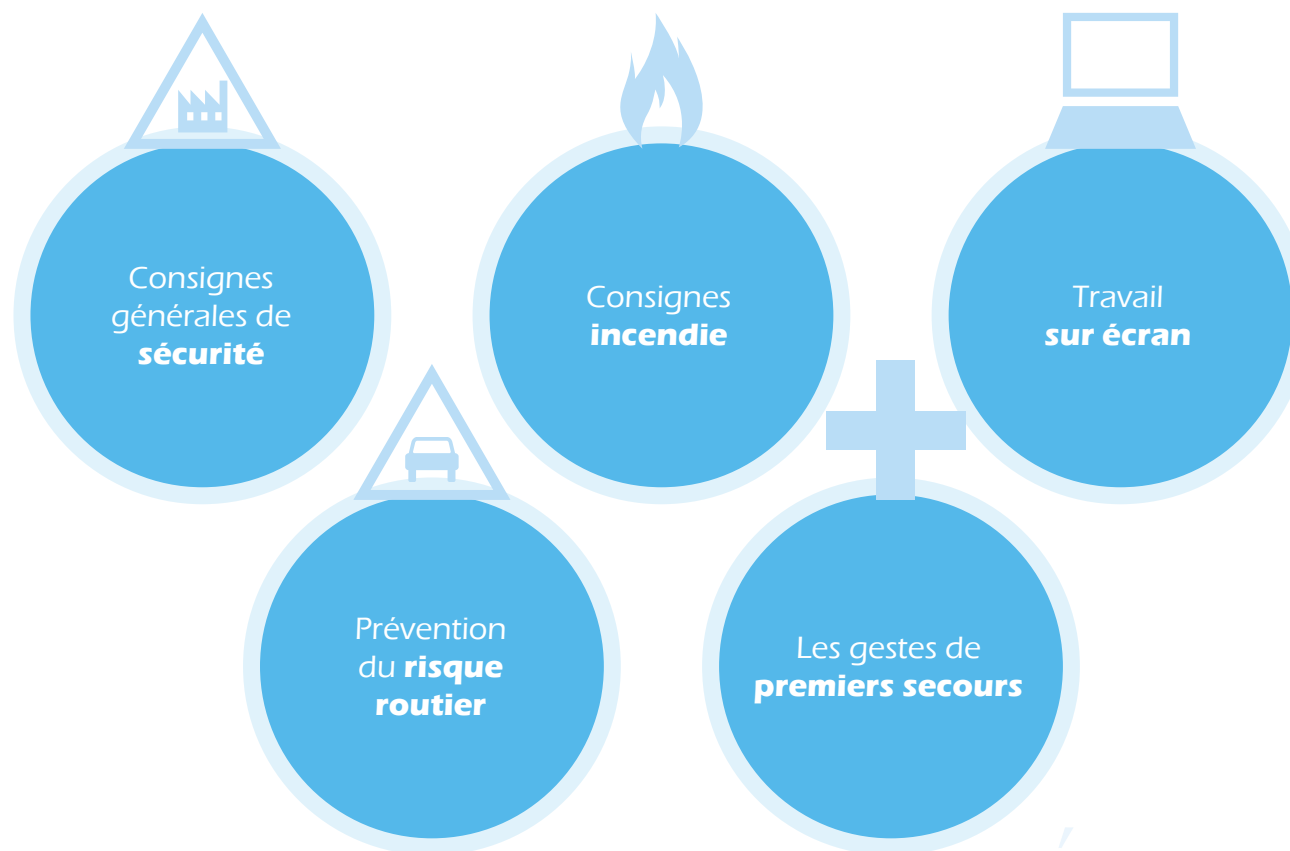 Consignes
générales de
sécurité
Consignes
incendie
Travail
sur écran
Prévention
du risque
routier
Les gestes de
premiers secours